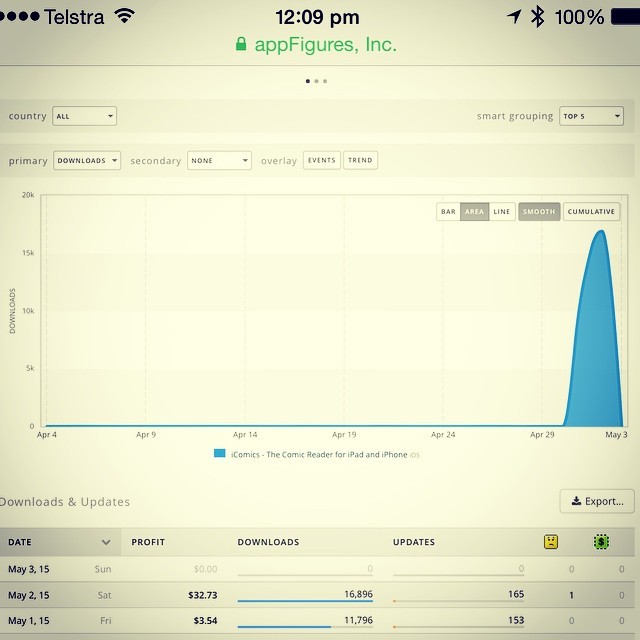 Telstra 12:09 pm 100%
appFigures, Inc.
country ALL smart grouping TOP 5
primary DOWNLOADS secondary NONE overlay EVENTS TREND
20k
BAR AREA LINE SMOOTH CUMULATIVE
15k
10k
DOWNLOADS
5k
0
Apr 4 Apr 9 Apr 14 Apr 19 Apr 24 Apr 29 May 3
iComics - The Comic Reader for iPad and iPhone iOS
Downloads & Updates Export...
DATE PROFIT DOWNLOADS UPDATES $
May 3, 15 Sun $0.00 0 0 0 0
May 2, 15 Sat $32.73 16,896 165 1 0
May 1, 15 Fri $3.54 11,796 153 0 0